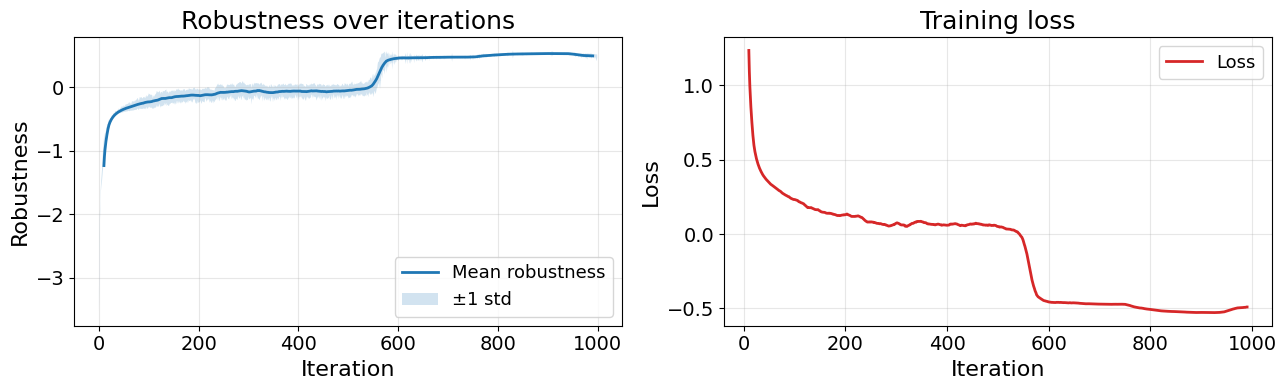 Robustness over iterations
Robustness
0
−1
−2
−3
Mean robustness
±1 std
0 200 400 600 800 1000
Iteration
Training loss
Loss
1.0
0.5
0.0
−0.5
Loss
0 200 400 600 800 1000
Iteration